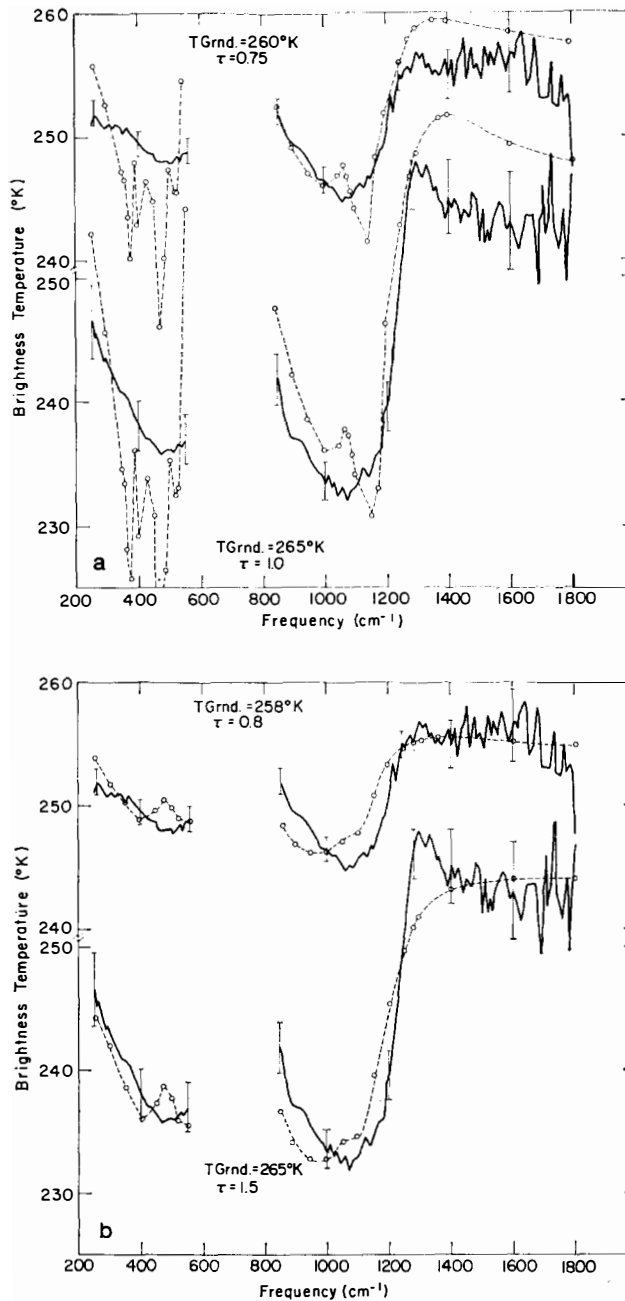 260
TGrnd.=260°K
τ=0.75
250
240
250
240
230
Brightness Temperature (°K)
TGrnd.=265°K
τ=1.0
a
200 400 600 800 1000 1200 1400 1600 1800
Frequency (cm⁻¹)
260
TGrnd.=258°K
τ=0.8
250
240
250
240
230
Brightness Temperature (°K)
TGrnd.=265°K
τ=1.5
b
200 400 600 800 1000 1200 1400 1600 1800
Frequency (cm⁻¹)